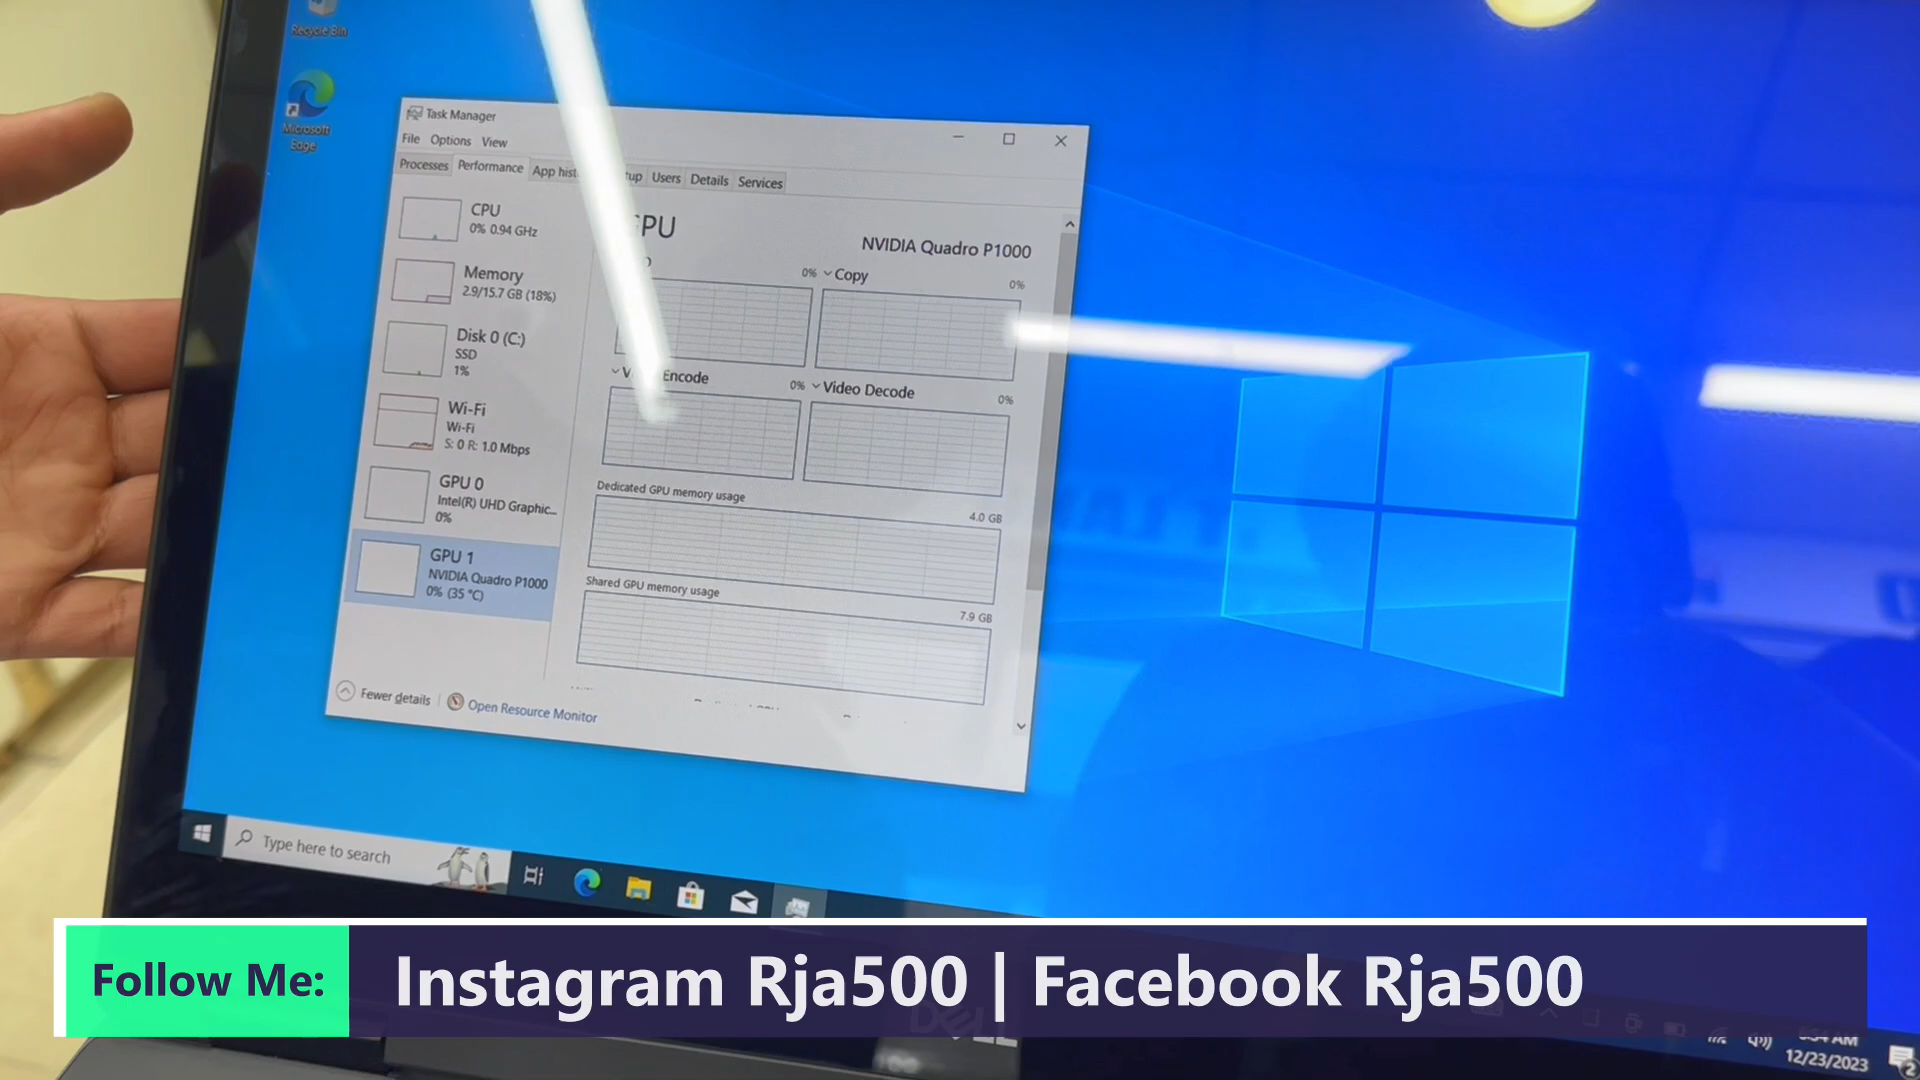 Recycle Bin
Microsoft
Edge
Task Manager
File Options View
Processes Performance App hist tup Users Details Services
CPU
0% 0.94 GHz
Memory
2.9/15.7 GB (18%)
Disk 0 (C:)
SSD
1%
Wi-Fi
Wi-Fi
S: 0 R: 1.0 Mbps
GPU 0
Intel(R) UHD Graphic...
0%
GPU 1
NVIDIA Quadro P1000
0% (35 °C)
GPU
NVIDIA Quadro P1000
0% Copy 0%
Encode 0% Video Decode 0%
Dedicated GPU memory usage 4.0 GB
Shared GPU memory usage 7.9 GB
Fewer details Open Resource Monitor
Type here to search
Follow Me: Instagram Rja500 | Facebook Rja500
DELL
AM
12/23/2023
2